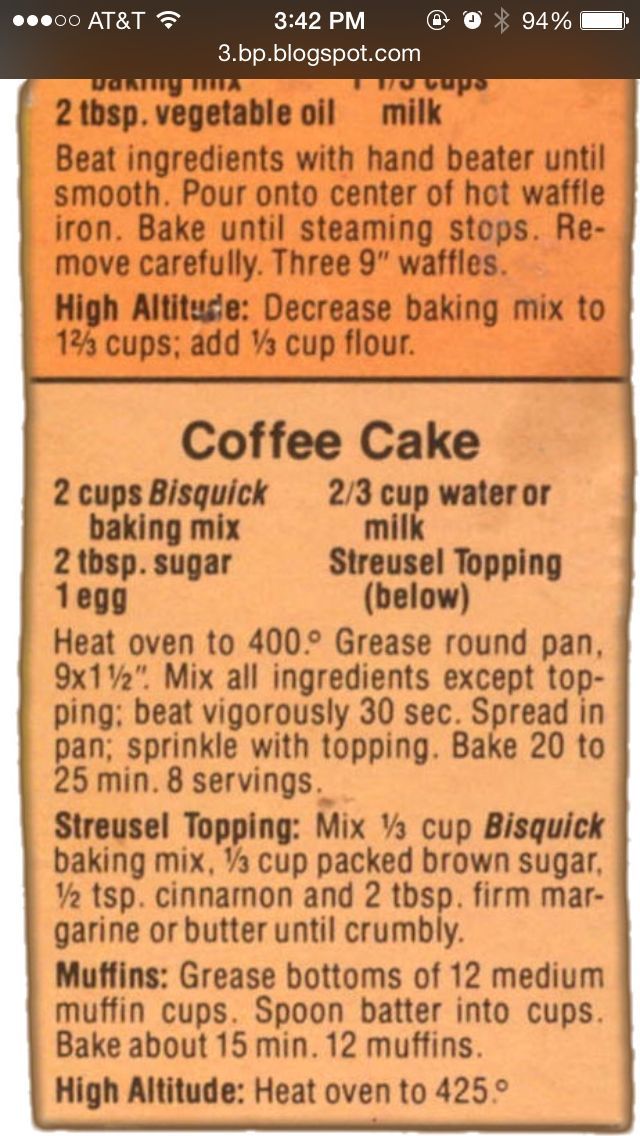 AT&T 3:42 PM 94%
3.bp.blogspot.com
baking mix 1 1/3 cups
2 tbsp. vegetable oil milk
Beat ingredients with hand beater until
smooth. Pour onto center of hot waffle
iron. Bake until steaming stops. Re-
move carefully. Three 9" waffles.
High Altitude: Decrease baking mix to
1⅔ cups; add ⅓ cup flour.
Coffee Cake
2 cups Bisquick 2/3 cup water or
baking mix milk
2 tbsp. sugar Streusel Topping
1 egg (below)
Heat oven to 400.° Grease round pan,
9x1½". Mix all ingredients except top-
ping; beat vigorously 30 sec. Spread in
pan; sprinkle with topping. Bake 20 to
25 min. 8 servings.
Streusel Topping: Mix ⅓ cup Bisquick
baking mix, ⅓ cup packed brown sugar,
½ tsp. cinnamon and 2 tbsp. firm mar-
garine or butter until crumbly.
Muffins: Grease bottoms of 12 medium
muffin cups. Spoon batter into cups.
Bake about 15 min. 12 muffins.
High Altitude: Heat oven to 425.°